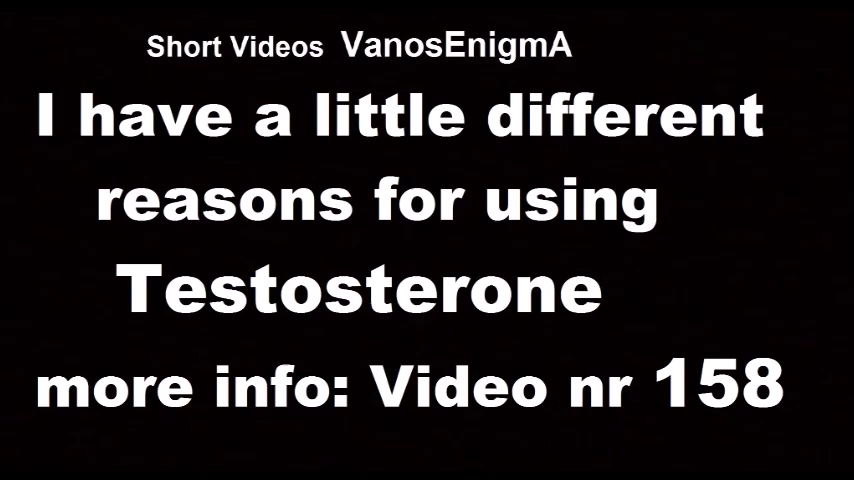 Short Videos VanosEnigmA
I have a little different
reasons for using
Testosterone
more info: Video nr 158